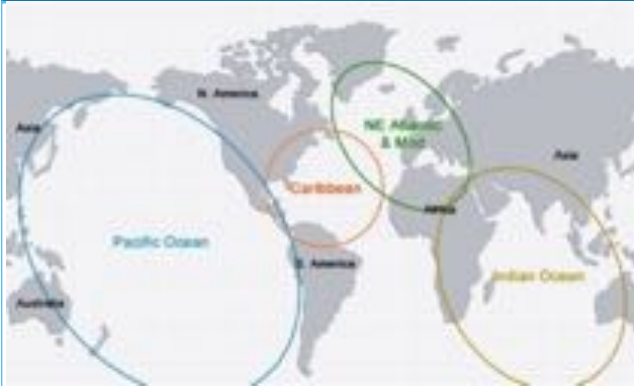 N. America
NE Atlantic
& Med
Asia
Asia
Caribbean
Africa
Pacific Ocean
S. America
Indian Ocean
Australia